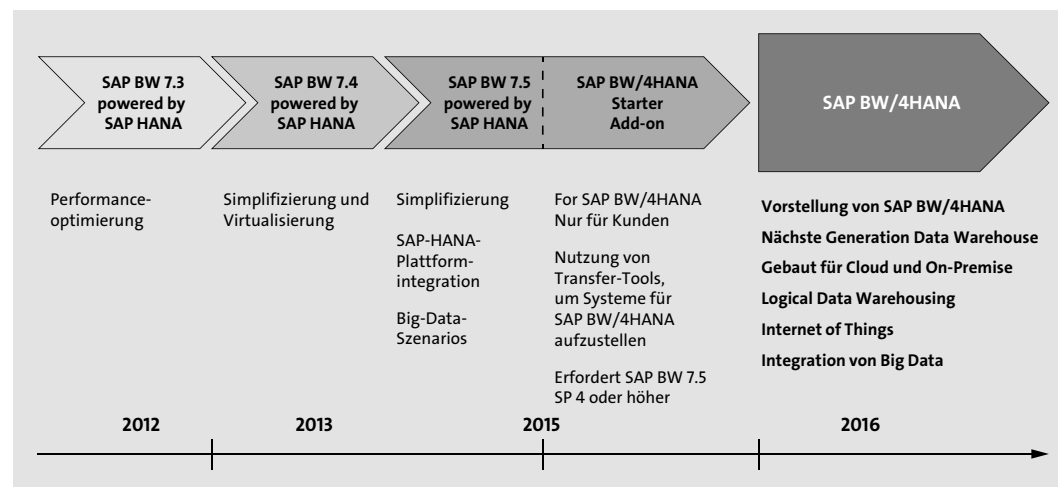 SAP BW 7.3
powered by
SAP HANA
SAP BW 7.4
powered by
SAP HANA
SAP BW 7.5
powered by
SAP HANA
SAP BW/4HANA
Starter
Add-on
SAP BW/4HANA
Performance-
optimierung
Simplifizierung und
Virtualisierung
Simplifizierung
SAP-HANA-
Plattform-
integration
Big-Data-
Szenarios
For SAP BW/4HANA
Nur für Kunden
Nutzung von
Transfer-Tools,
um Systeme für
SAP BW/4HANA
aufzustellen
Erfordert SAP BW 7.5
SP 4 oder höher
Vorstellung von SAP BW/4HANA
Nächste Generation Data Warehouse
Gebaut für Cloud und On-Premise
Logical Data Warehousing
Internet of Things
Integration von Big Data
2012
2013
2015
2016